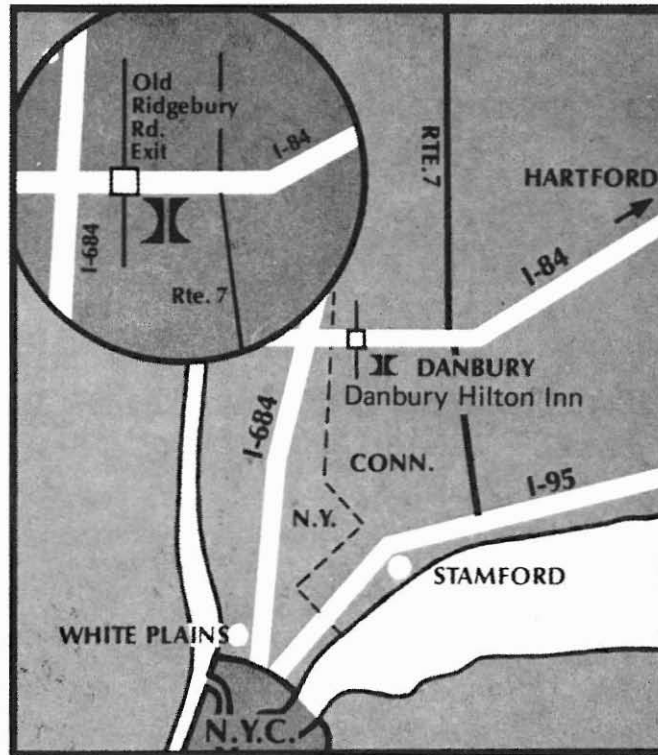 Old
Ridgebury
Rd.
Exit
I-84
I-684
Rte. 7
RTE. 7
HARTFORD
I-84
DANBURY
Danbury Hilton Inn
I-684
CONN.
I-95
N.Y.
STAMFORD
WHITE PLAINS
N.Y.C.